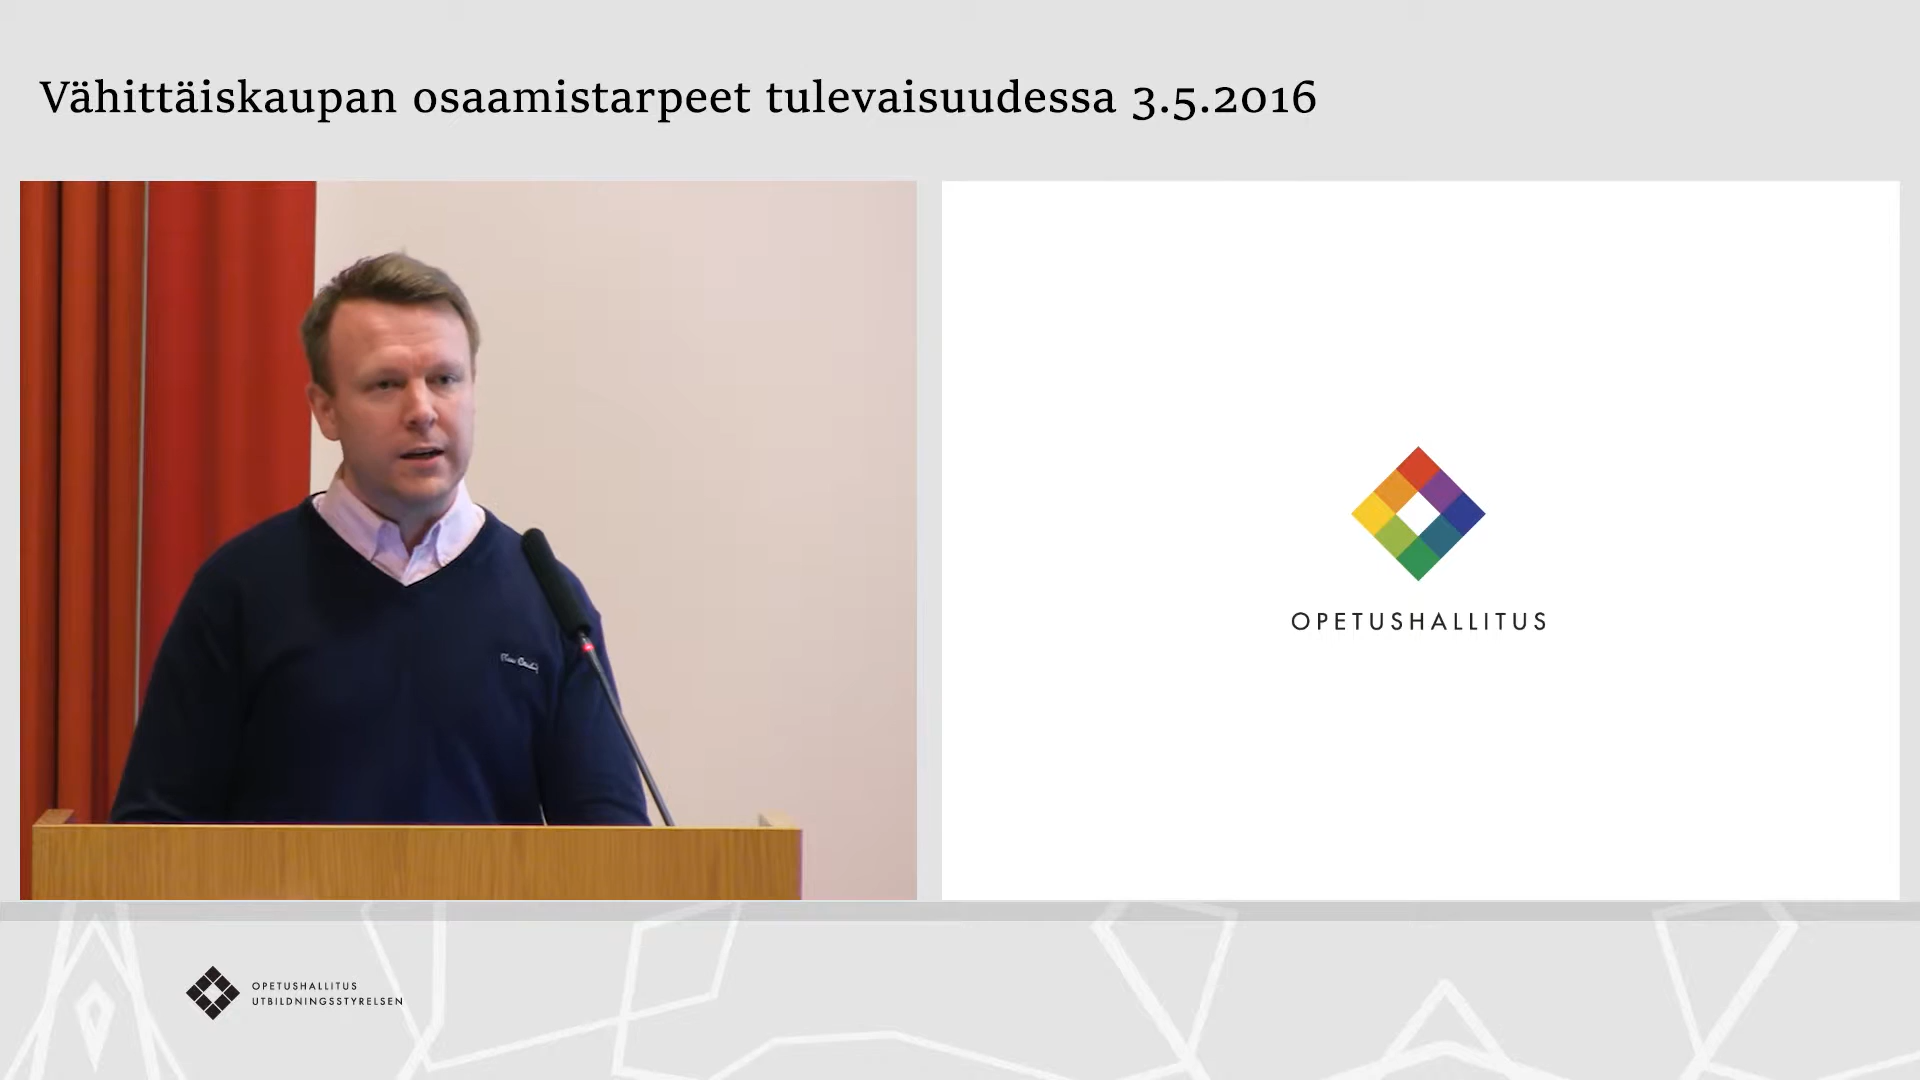 Vähittäiskaupan osaamistarpeet tulevaisuudessa 3.5.2016
OPETUSHALLITUS
OPETUSHALLITUS
UTBILDNINGSSTYRELSEN